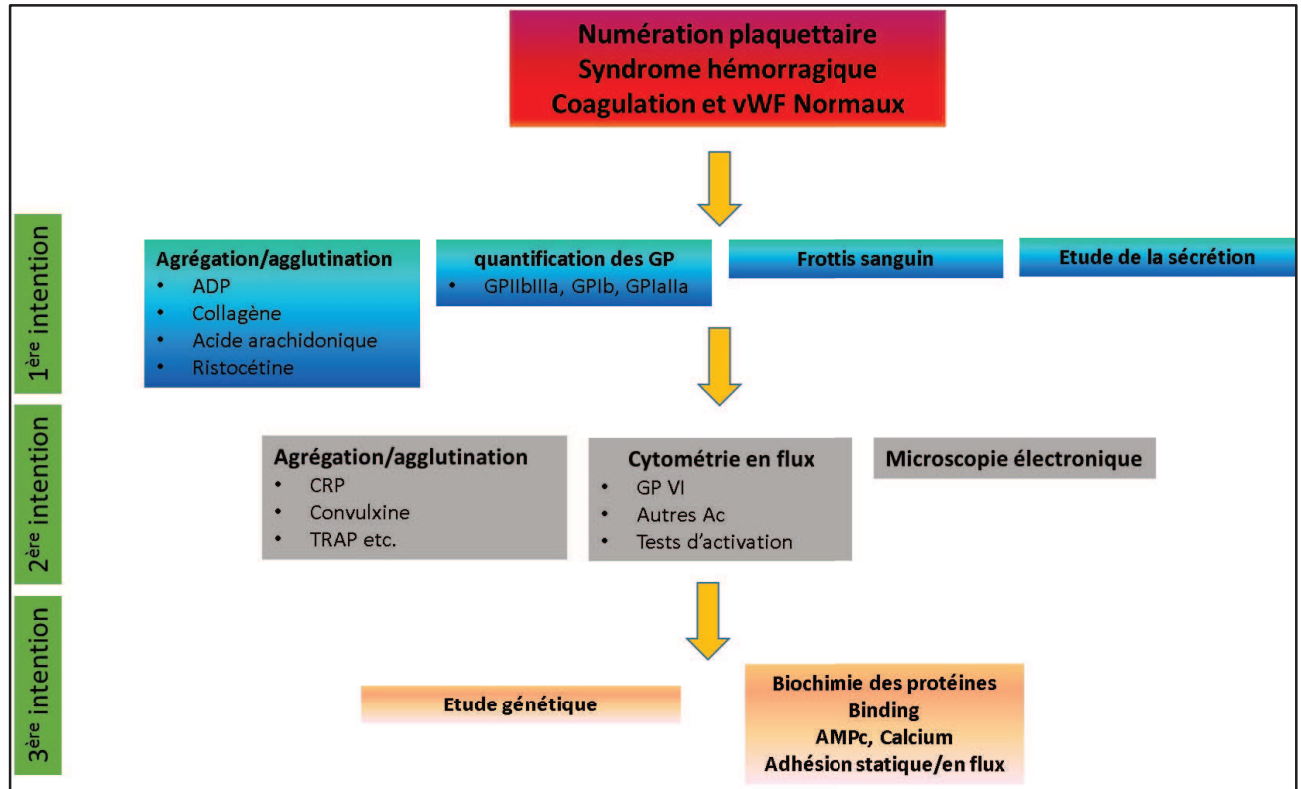 Numération plaquettaire
Syndrome hémorragique
Coagulation et vWF Normaux
1ère intention
Agrégation/agglutination
• ADP
• Collagène
• Acide arachidonique
• Ristocétine
quantification des GP
• GPIIbIIIa, GPIb, GPIaIIa
Frottis sanguin
Etude de la sécrétion
2ère intention
Agrégation/agglutination
• CRP
• Convulxine
• TRAP etc.
Cytométrie en flux
• GP VI
• Autres Ac
• Tests d'activation
Microscopie électronique
3ère intention
Etude génétique
Biochimie des protéines
Binding
AMPc, Calcium
Adhésion statique/en flux